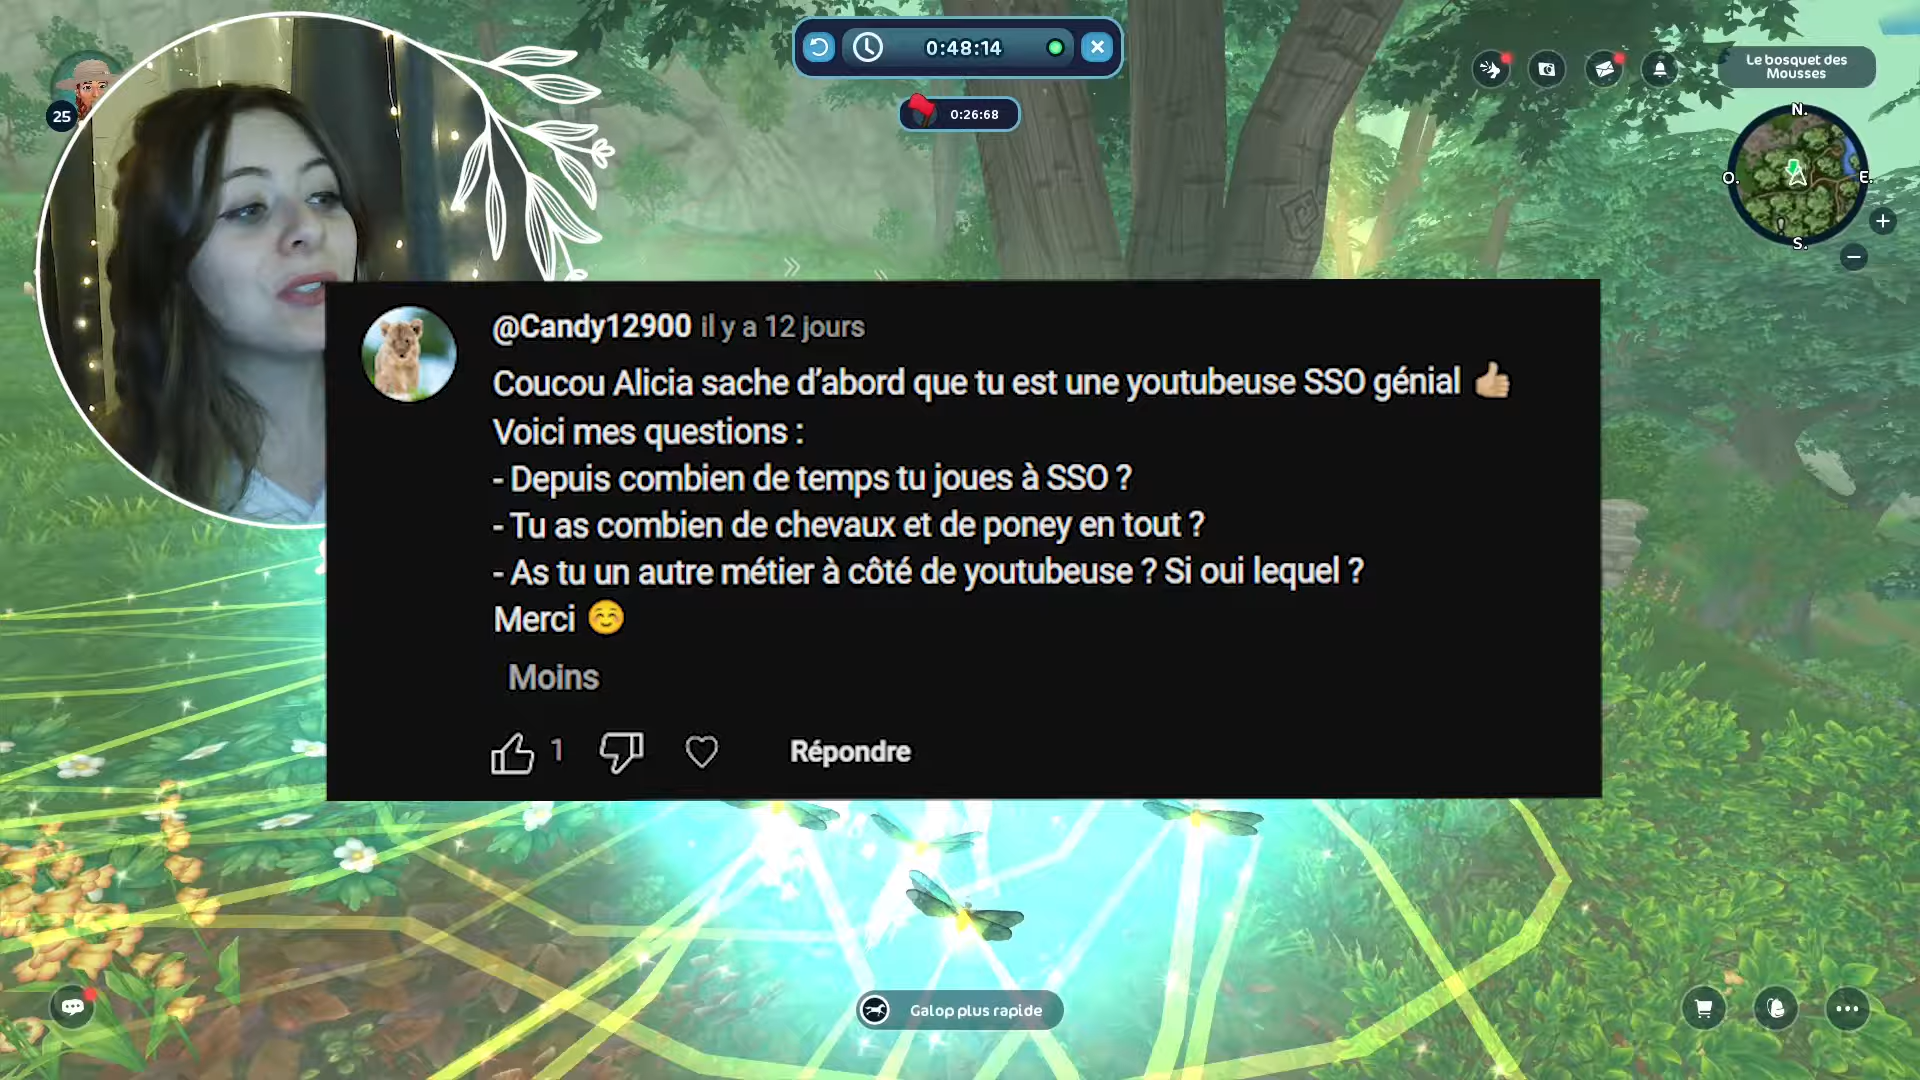 0:48:14
0:26:68
25
Le bosquet des
Mousses
N.
O.
E.
S.
@Candy12900 il y a 12 jours
Coucou Alicia sache d’abord que tu est une youtubeuse SSO génial 👍🏼
Voici mes questions :
- Depuis combien de temps tu joues à SSO ?
- Tu as combien de chevaux et de poney en tout ?
- As tu un autre métier à côté de youtubeuse ? Si oui lequel ?
Merci ☺️
Moins
1
Répondre
Galop plus rapide